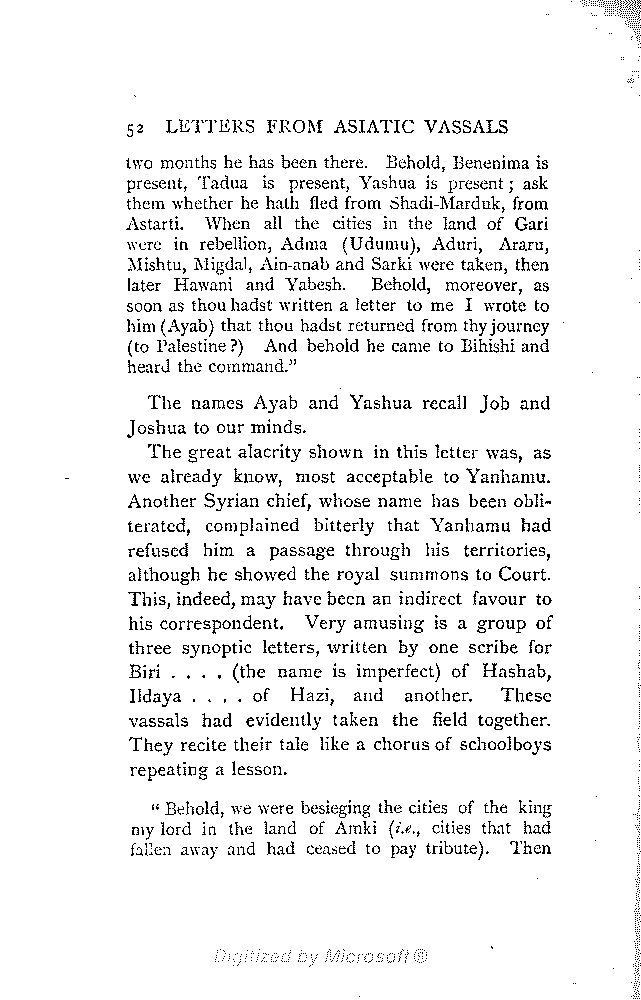 52 LETTERS FROM ASIATIC VASSALS
two months he has been there. Behold, Benenima is
present, Tadua is present, Yashua is present; ask
them whether he hath fled from Shadi-Marduk, from
Astarti. When all the cities in the land of Gari
were in rebellion, Adma (Udumu), Aduri, Araru,
Mishtu, Migdal, Ain-anab and Sarki were taken, then
later Hawani and Yabesh. Behold, moreover, as
soon as thou hadst written a letter to me I wrote to
him (Ayab) that thou hadst returned from thy journey
(to Palestine?) And behold he came to Bihishi and
heard the command."
The names Ayab and Yashua recall Job and
Joshua to our minds.
The great alacrity shown in this letter was, as
we already know, most acceptable to Yanhamu.
Another Syrian chief, whose name has been obli-
terated, complained bitterly that Yanhamu had
refused him a passage through his territories,
although he showed the royal summons to Court.
This, indeed, may have been an indirect favour to
his correspondent. Very amusing is a group of
three synoptic letters, written by one scribe for
Biri . . . . (the name is imperfect) of Hashab,
Ildaya . . . . of Hazi, and another. These
vassals had evidently taken the field together.
They recite their tale like a chorus of schoolboys
repeating a lesson.
"Behold, we were besieging the cities of the king
my lord in the land of Amki (i.e., cities that had
fallen away and had ceased to pay tribute). Then
Digitized by Microsoft ®